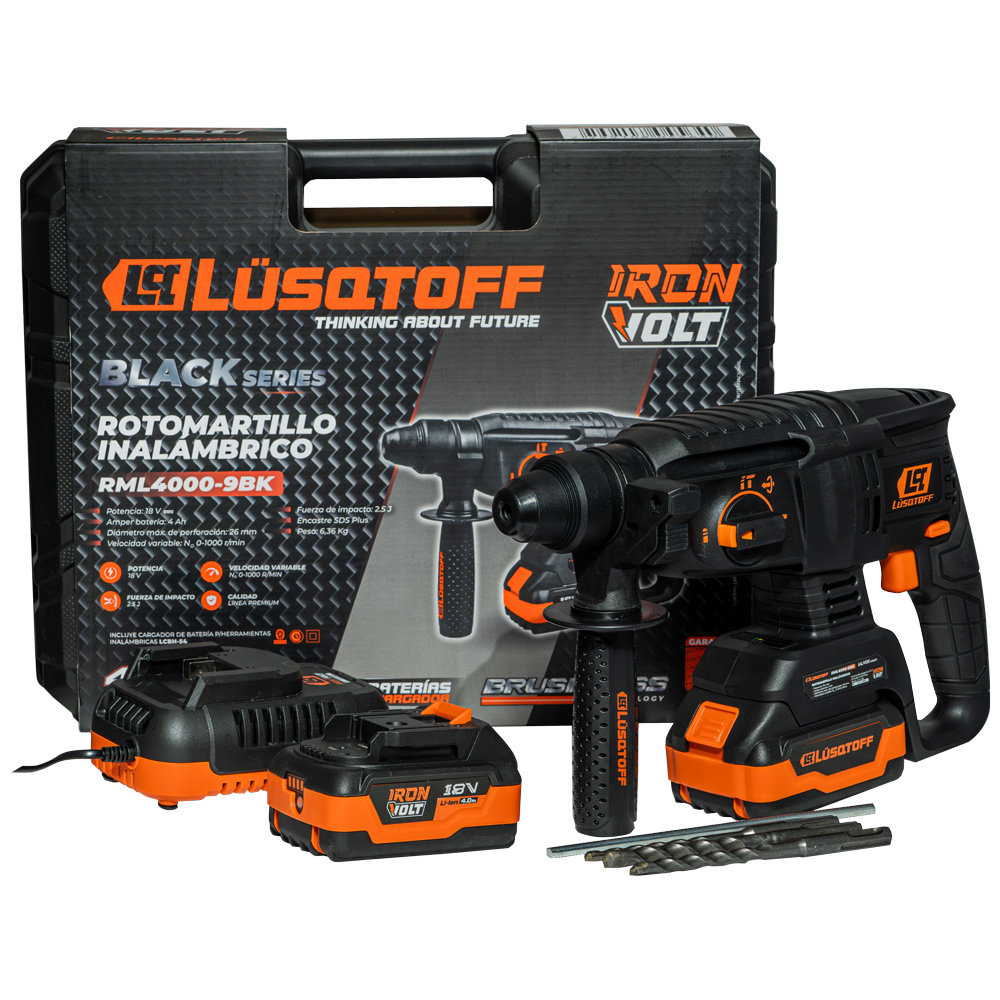 LÜSQTOFF
THINKING ABOUT FUTURE
IRON
VOLT
BLACK SERIES
ROTOMARTILLO
INALÁMBRICO
RML4000-9BK
Potencia: 18 V
Amper batería: 4 Ah
Diámetro máx. de perforación: 26 mm
Velocidad variable: N₀ 0-1000 r/min
Fuerza de impacto: 2.5 J
Encastre SDS Plus
Peso: 6,36 Kg
POTENCIA
18 V
VELOCIDAD VARIABLE
N₀ 0-1000 R/MIN
FUERZA DE IMPACTO
2.5 J
CALIDAD
LÍNEA PREMIUM
INCLUYE CARGADOR DE BATERÍA P/HERRAMIENTAS
INALÁMBRICAS LCBH-54
LÜSQTOFF
LÜSQTOFF
LÜSQTOFF
LÜSQTOFF
IRON
VOLT
18V
Li-ion 4.0Ah